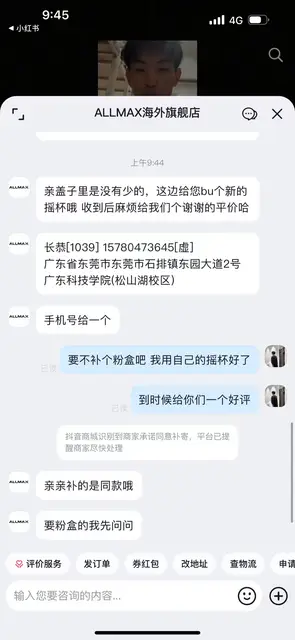 9:45
4G
小红书
ALLMAX海外旗舰店
上午9:44
ALLMAX
亲盖子里是没有少的，这边给您bu个新的
摇杯哦 收到后麻烦给我们个谢谢的平价哈
ALLMAX
长恭[1039] 15780473645[虚]
广东省东莞市东莞市石排镇东园大道2号
广东科技学院(松山湖校区)
ALLMAX
手机号给一个
要不补个粉盒吧 我用自己的摇杯好了
已读
到时候给你们一个好评
已读
抖音商城识别到商家承诺同意补寄，平台已提
醒商家尽快处理
ALLMAX
亲亲补的是同款哦
ALLMAX
要粉盒的我先问问
评价服务
发订单
券红包
改地址
查物流
申请
输入您要咨询的内容...